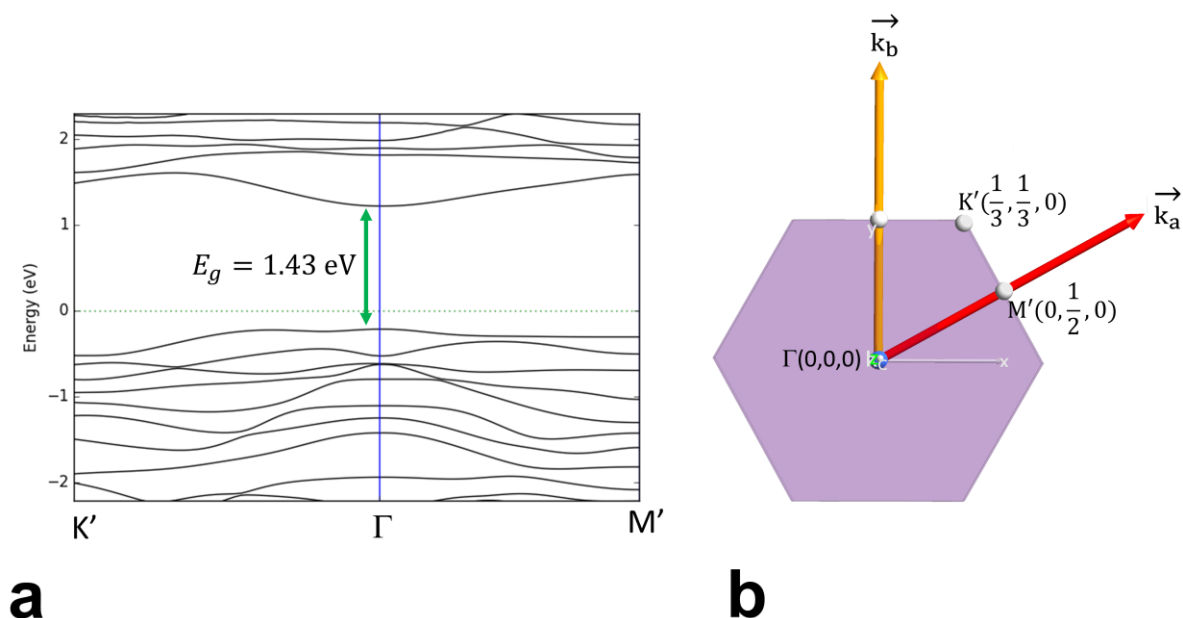 2
1
0
−1
−2
Energy (eV)
E_g = 1.43 eV
K′ Γ M′
a
k_b
K′(1/3, 1/3, 0)
k_a
y
M′(0, 1/2, 0)
Γ(0,0,0)
x
b